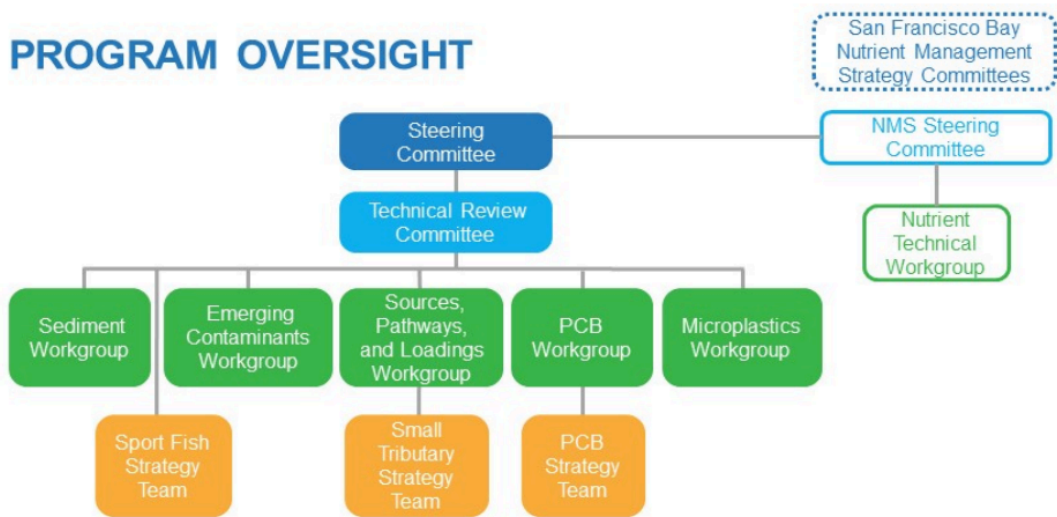 PROGRAM OVERSIGHT
San Francisco Bay
Nutrient Management
Strategy Committees
Steering
Committee
NMS Steering
Committee
Technical Review
Committee
Nutrient
Technical
Workgroup
Sediment
Workgroup
Emerging
Contaminants
Workgroup
Sources,
Pathways,
and Loadings
Workgroup
PCB
Workgroup
Microplastics
Workgroup
Sport Fish
Strategy
Team
Small
Tributary
Strategy
Team
PCB
Strategy
Team